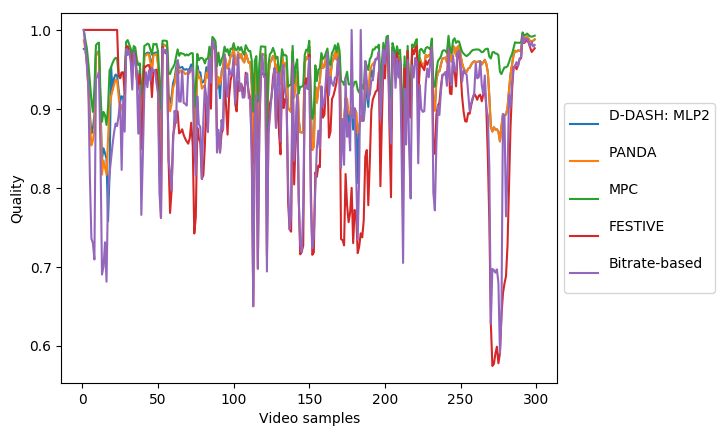 1.0
0.9
0.8
0.7
0.6
Quality
0
50
100
150
200
250
300
Video samples
D-DASH: MLP2
PANDA
MPC
FESTIVE
Bitrate-based